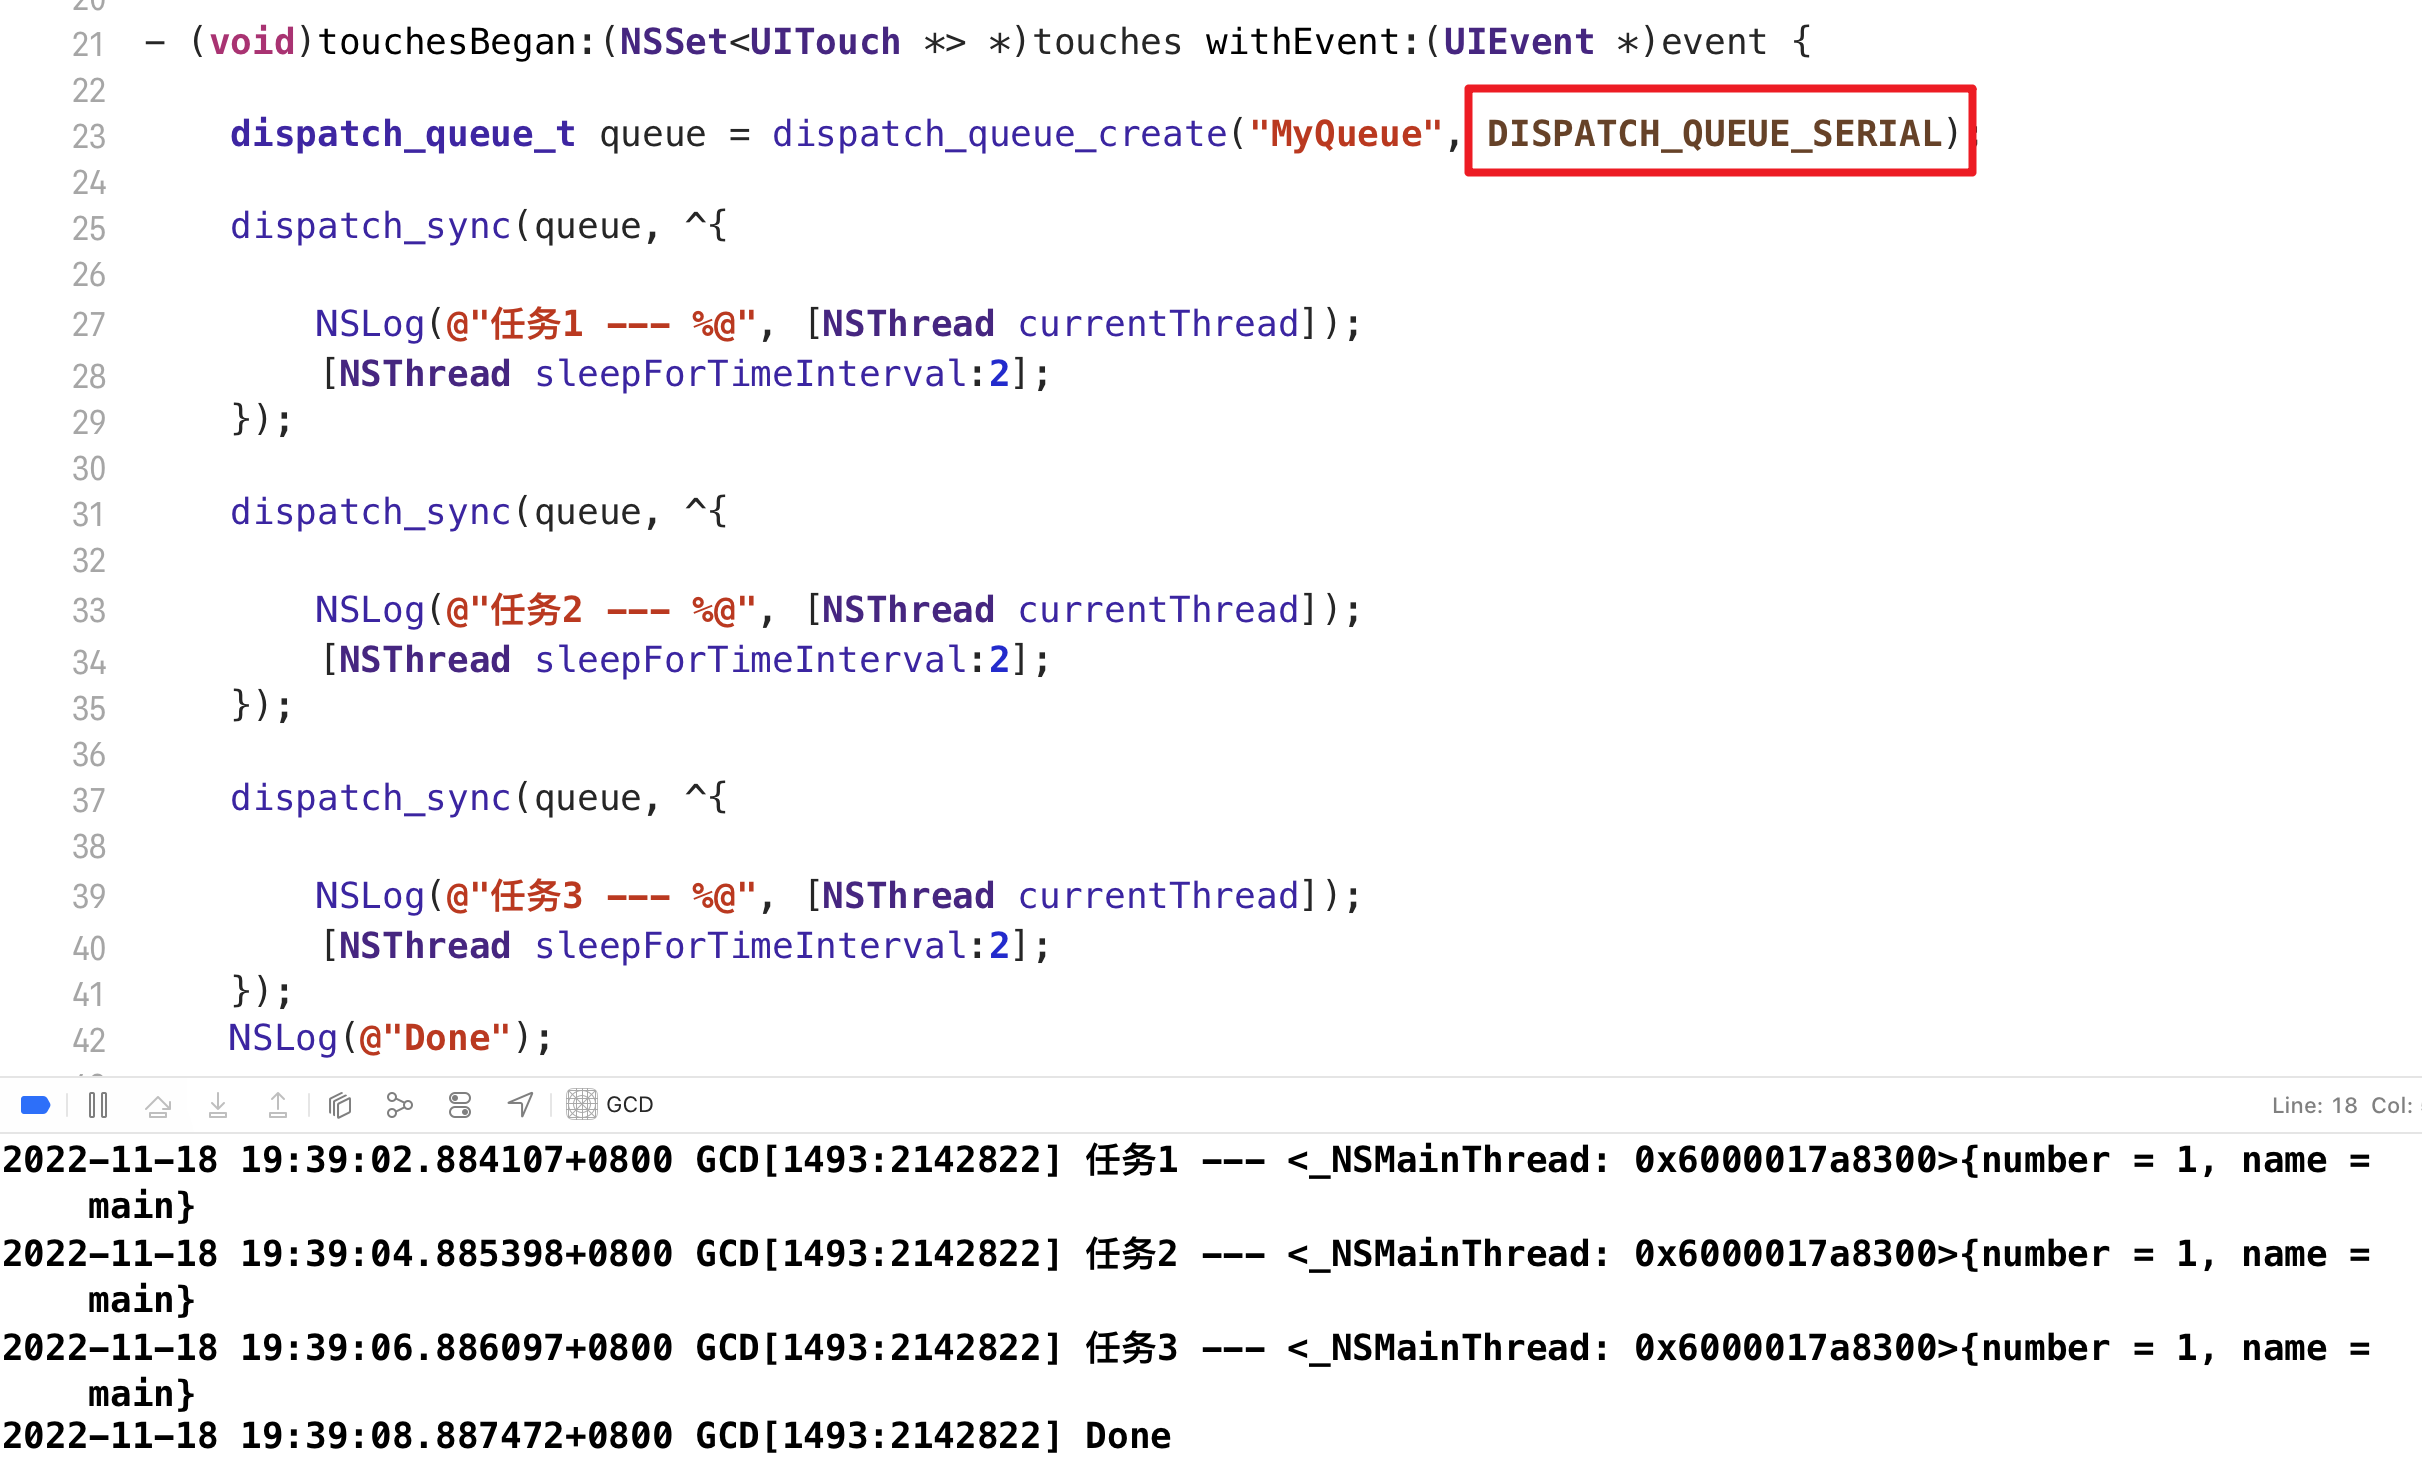 20
21 - (void)touchesBegan:(NSSet<UITouch *> *)touches withEvent:(UIEvent *)event {
22
23 dispatch_queue_t queue = dispatch_queue_create("MyQueue", DISPATCH_QUEUE_SERIAL);
24
25 dispatch_sync(queue, ^{
26
27 NSLog(@"任务1 --- %@", [NSThread currentThread]);
28 [NSThread sleepForTimeInterval:2];
29 });
30
31 dispatch_sync(queue, ^{
32
33 NSLog(@"任务2 --- %@", [NSThread currentThread]);
34 [NSThread sleepForTimeInterval:2];
35 });
36
37 dispatch_sync(queue, ^{
38
39 NSLog(@"任务3 --- %@", [NSThread currentThread]);
40 [NSThread sleepForTimeInterval:2];
41 });
42 NSLog(@"Done");
GCD Line: 18 Col:
2022-11-18 19:39:02.884107+0800 GCD[1493:2142822] 任务1 --- <_NSMainThread: 0x6000017a8300>{number = 1, name =
main}
2022-11-18 19:39:04.885398+0800 GCD[1493:2142822] 任务2 --- <_NSMainThread: 0x6000017a8300>{number = 1, name =
main}
2022-11-18 19:39:06.886097+0800 GCD[1493:2142822] 任务3 --- <_NSMainThread: 0x6000017a8300>{number = 1, name =
main}
2022-11-18 19:39:08.887472+0800 GCD[1493:2142822] Done